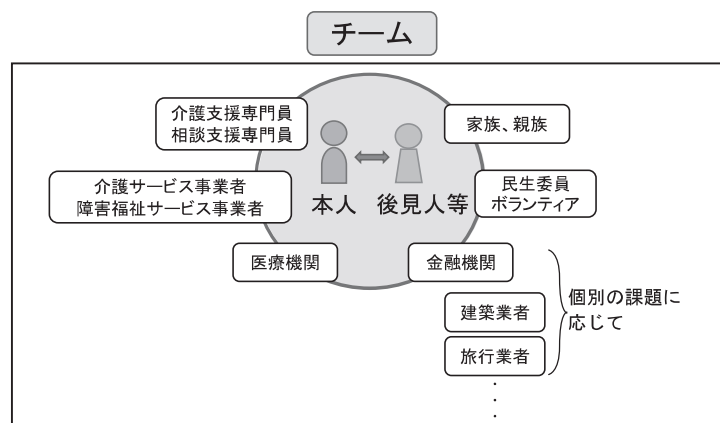 チーム
介護支援専門員
相談支援専門員
家族、親族
介護サービス事業者
障害福祉サービス事業者
本人
後見人等
民生委員
ボランティア
医療機関
金融機関
建築業者
旅行業者
個別の課題に
応じて